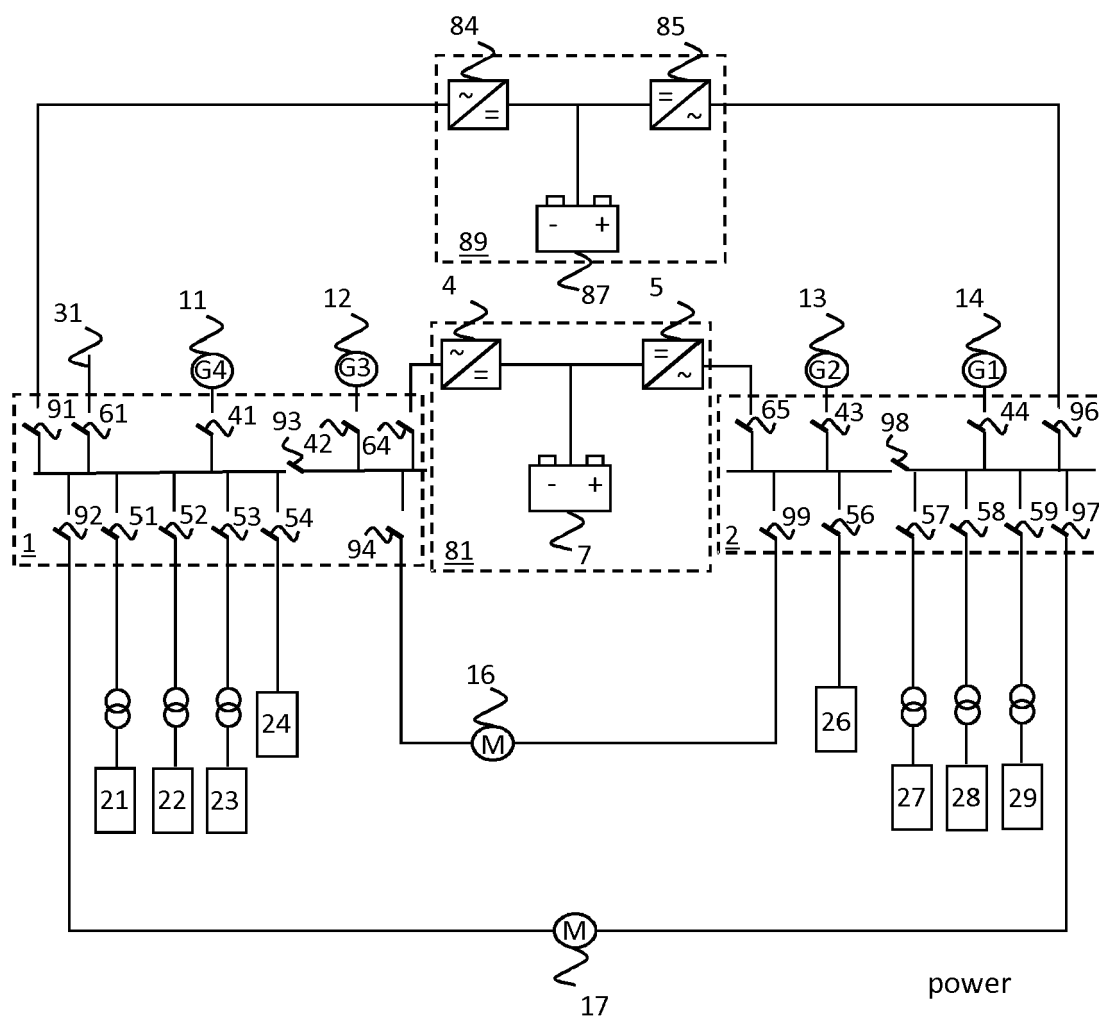 84 85
~ = = ~
- +
89
87
4 5
31 11 12 13 14
G4 G3 ~ = = ~ G2 G1
91 61 41 93 42 64 65 43 98 44 96
- +
92 51 52 53 54 94 99 56 57 58 59 97
1 81 7 2
16
M
24 26
21 22 23 27 28 29
M
17
power